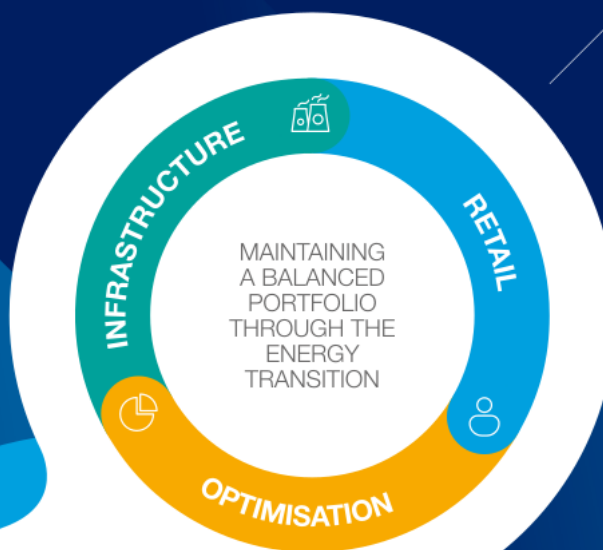 INFRASTRUCTURE
RETAIL
MAINTAINING
A BALANCED
PORTFOLIO
THROUGH THE
ENERGY
TRANSITION
OPTIMISATION